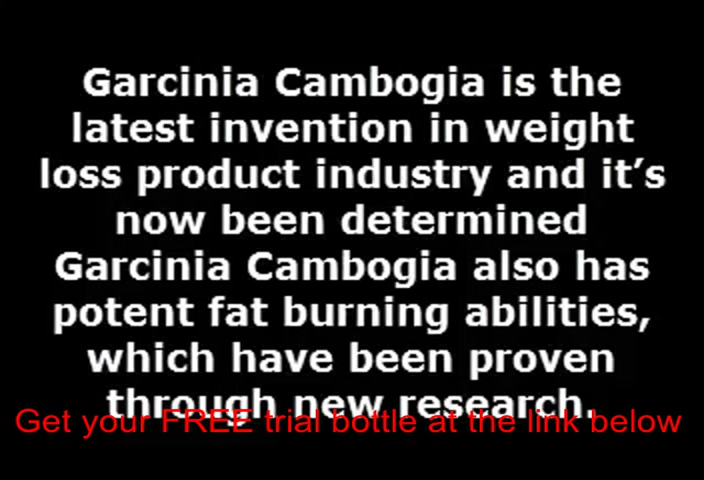 Garcinia Cambogia is the
latest invention in weight
loss product industry and it’s
now been determined
Garcinia Cambogia also has
potent fat burning abilities,
which have been proven
through new research.
Get your FREE trial bottle at the link below